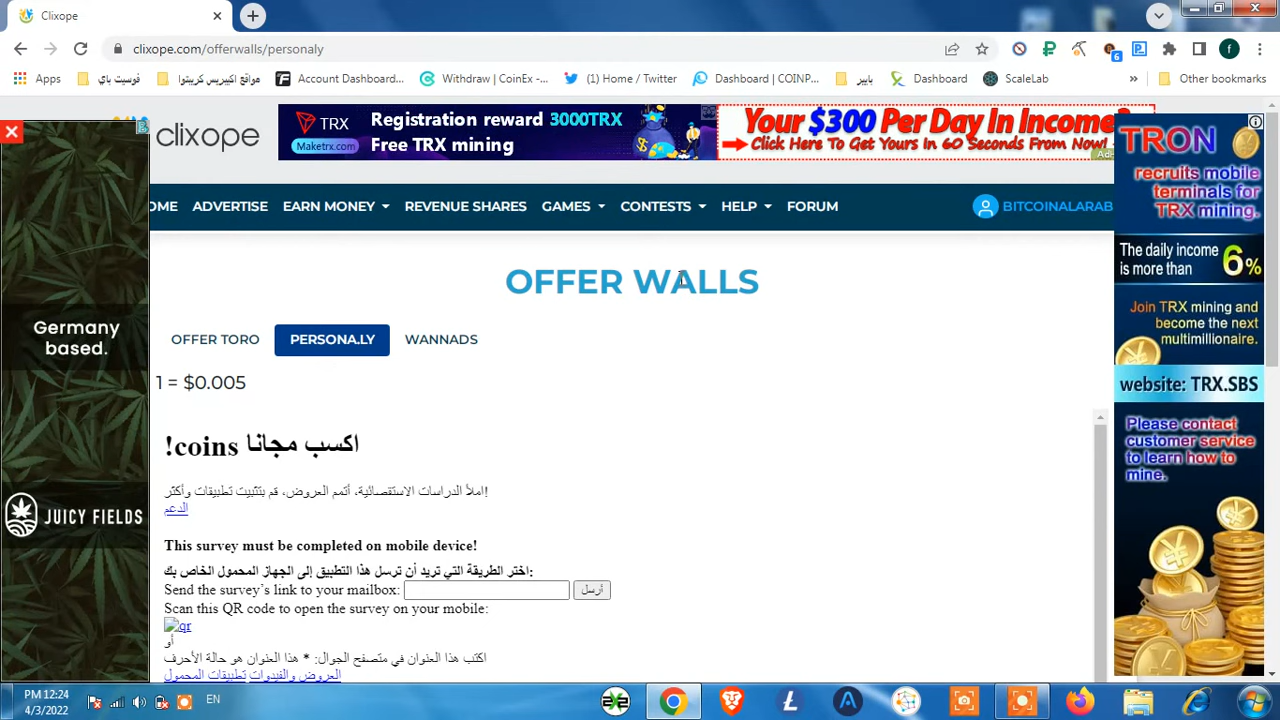 Clixope
clixope.com/offerwalls/personaly
f
6
Apps
فوسيت باي
مواقع اكيبريس كريبتوا
Account Dashboard...
Withdraw | CoinEx -...
(1) Home / Twitter
Dashboard | COINP...
بايير
Dashboard
ScaleLab
»
Other bookmarks
clixope
TRX
Maketrx.com
Registration reward 3000TRX
Free TRX mining
Your $300 Per Day In Income?
Click Here To Get Yours In 60 Seconds From Now!
OME
ADVERTISE
EARN MONEY
REVENUE SHARES
GAMES
CONTESTS
HELP
FORUM
BITCOINALARAB
OFFER WALLS
OFFER TORO
PERSONA.LY
WANNADS
1 = $0.005
اكسب مجانا coins!
املأ الدراسات الاستقصائية، أتمم العروض، قم بتثبيت تطبيقات وأكثر!
الدعم
This survey must be completed on mobile device!
اختر الطريقة التي تريد أن ترسل هذا التطبيق إلى الجهاز المحمول الخاص بك:
Send the survey's link to your mailbox:
أرسل
Scan this QR code to open the survey on your mobile:
qr
أو
اكتب هذا العنوان في متصفح الجوال: * هذا العنوان هو حالة الأحرف
العروض والفيدوات تطبيقات المحمول
Germany
based.
JUICY FIELDS
TRON
recruits mobile
terminals for
TRX mining.
The daily income
is more than
6%
Join TRX mining and
become the next
multimillionaire.
website: TRX.SBS
Please contact
customer service
to learn how to
mine.
PM 12:24
4/3/2022
EN